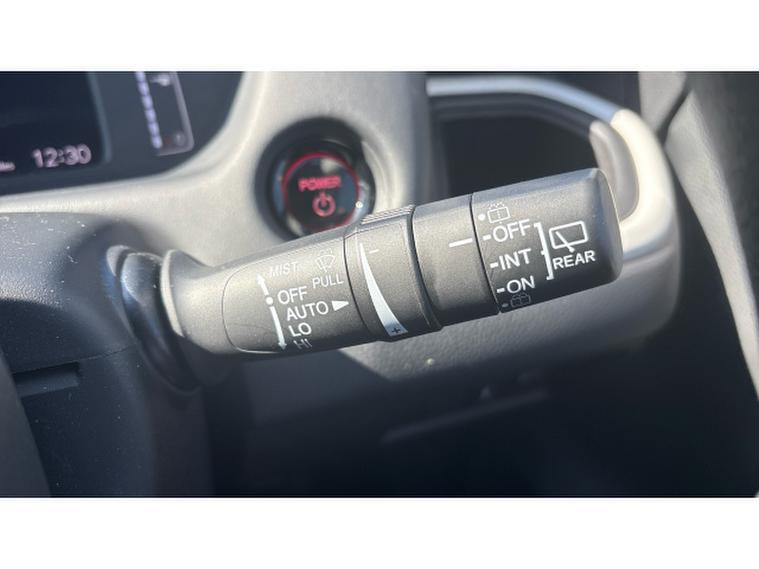 12:30
POWER
MIST
PULL
OFF
AUTO
LO
HI
-
+
OFF
INT
ON
REAR